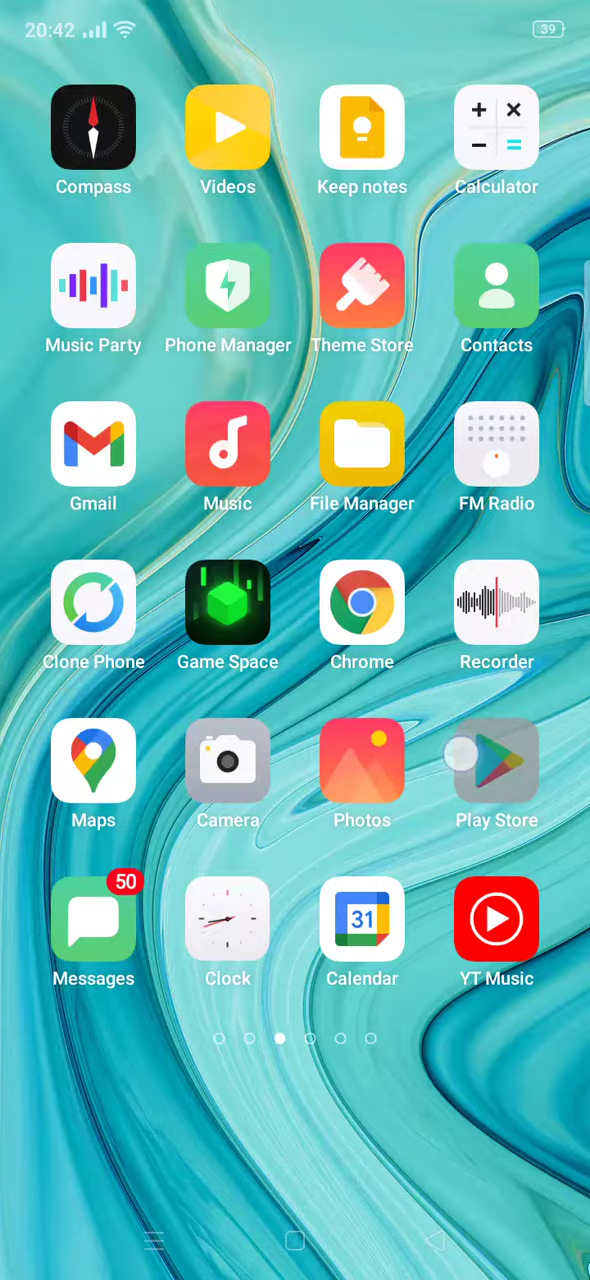 20:42 39
Compass Videos Keep notes Calculator
Music Party Phone Manager Theme Store Contacts
Gmail Music File Manager FM Radio
Clone Phone Game Space Chrome Recorder
Maps Camera Photos Play Store
50
31
Messages Clock Calendar YT Music